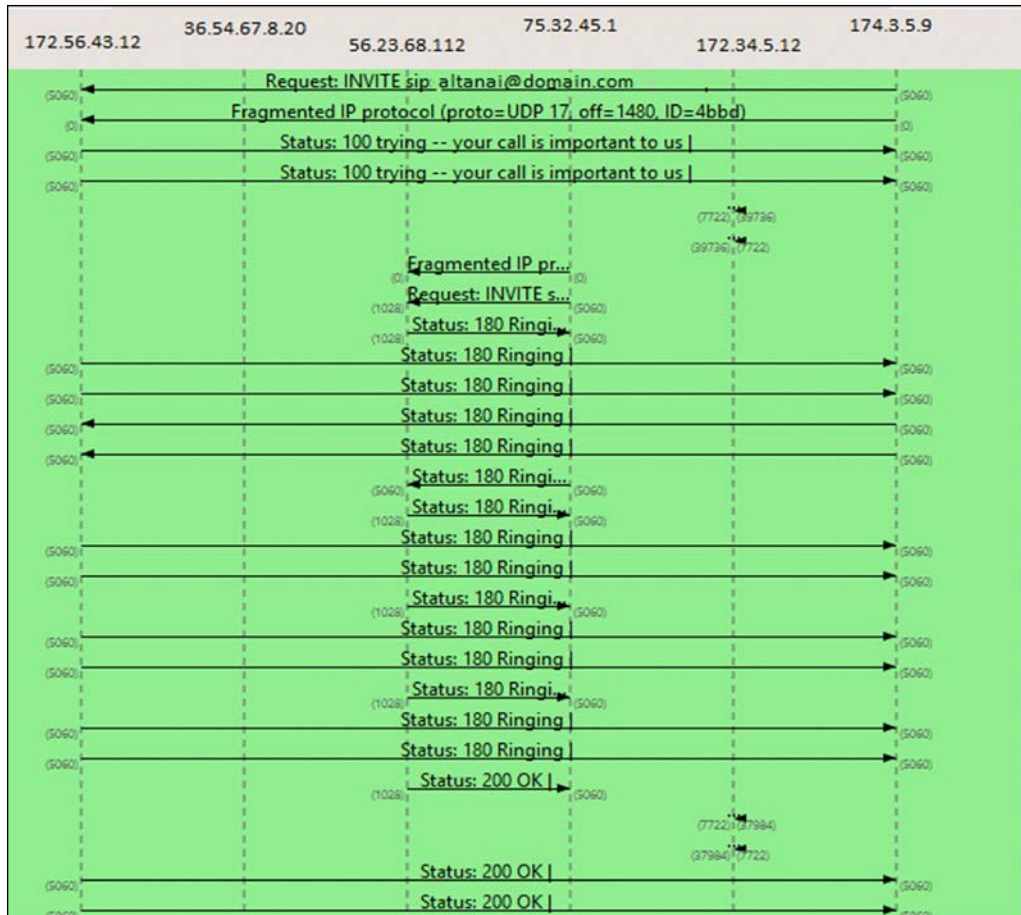 172.56.43.12 36.54.67.8.20 56.23.68.112 75.32.45.1 172.34.5.12 174.3.5.9
Request: INVITE sip altanai@domain.com
(5060) (5060)
Fragmented IP protocol (proto=UDP 17, off=1480, ID=4bbd)
(0) (0)
Status: 100 trying -- your call is important to us |
(5060) (5060)
Status: 100 trying -- your call is important to us |
(5060) (5060)
(7722) (39736)
(39736) (7722)
Fragmented IP pr...
(0) (0)
Request: INVITE s...
(1028) (5060)
Status: 180 Ringi...
(1028) (5060)
Status: 180 Ringing |
(5060) (5060)
Status: 180 Ringing |
(5060) (5060)
Status: 180 Ringing |
(5060) (5060)
Status: 180 Ringing |
(5060) (5060)
Status: 180 Ringi...
(5060) (5060)
Status: 180 Ringi...
(1028) (5060)
Status: 180 Ringing |
(5060) (5060)
Status: 180 Ringing |
(5060) (5060)
Status: 180 Ringi...
(1028) (5060)
Status: 180 Ringing |
(5060) (5060)
Status: 180 Ringing |
(5060) (5060)
Status: 180 Ringi...
(1028) (5060)
Status: 180 Ringing |
(5060) (5060)
Status: 180 Ringing |
(5060) (5060)
Status: 200 OK |
(1028) (5060)
(7722) (37984)
(37984) (7722)
Status: 200 OK |
(5060) (5060)
Status: 200 OK |